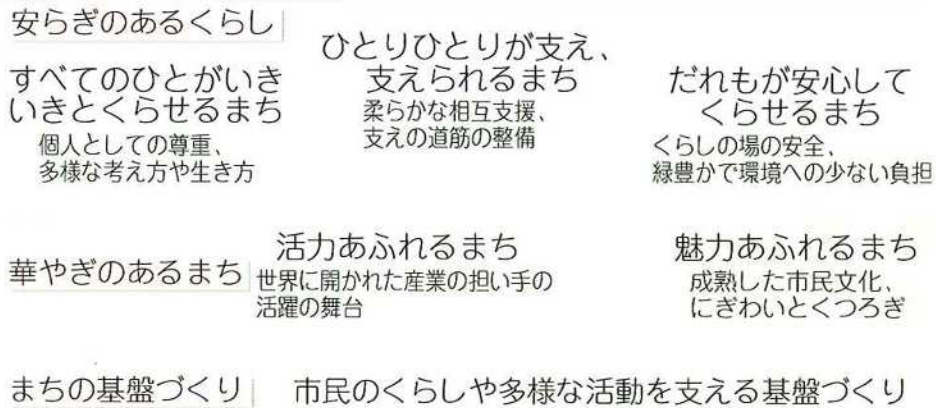 安らぎのあるくらし
すべてのひとがいき
いきとくらせるまち
個人としての尊重、
多様な考え方や生き方
ひとりひとりが支え、
支えられるまち
柔らかな相互支援、
支えの道筋の整備
だれもが安心して
くらせるまち
くらしの場の安全、
緑豊かで環境への少ない負担
華やぎのあるまち
活力あふれるまち
世界に開かれた産業の担い手の
活躍の舞台
魅力あふれるまち
成熟した市民文化、
にぎわいとくつろぎ
まちの基盤づくり
市民のくらしや多様な活動を支える基盤づくり